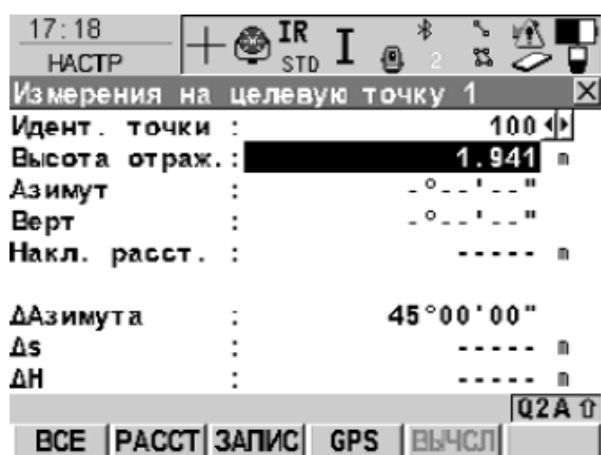 17:18
НАСТР
IR
STD
I
2
Измерения на целевую точку 1
Идент. точки : 100
Высота отраж.: 1.941 m
Азимут : -°--'--"
Верт : -°--'--"
Накл. расст. : ----- m
ΔАзимута : 45°00'00"
Δs : ----- m
ΔH : ----- m
Q2A ⇧
ВСЕ РАССТ ЗАПИС GPS ВЫЧСЛ